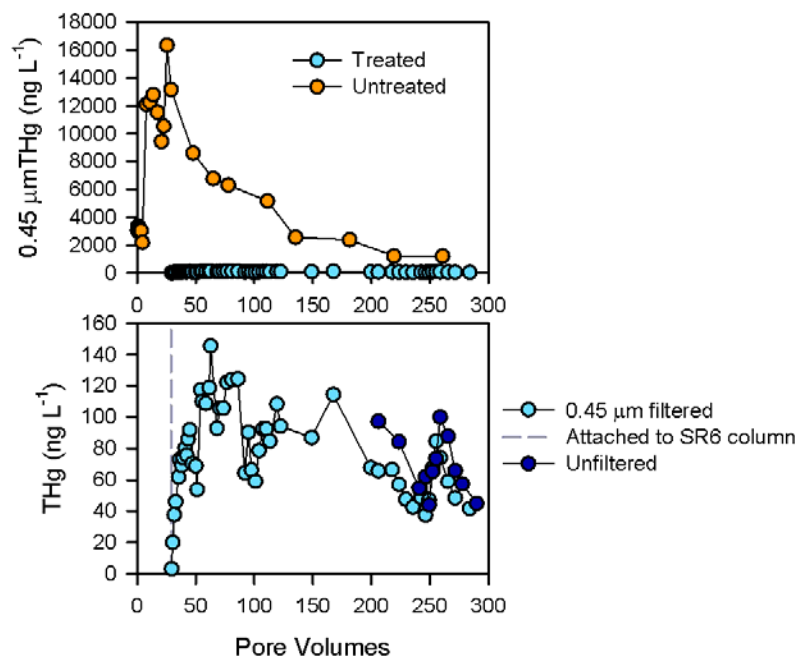 18000
16000
14000
12000
10000
8000
6000
4000
2000
0
0.45 µmTHg (ng L⁻¹)
Treated
Untreated
0 50 100 150 200 250 300
160
140
120
100
80
60
40
20
0
THg (ng L⁻¹)
0 50 100 150 200 250 300
Pore Volumes
0.45 µm filtered
Attached to SR6 column
Unfiltered